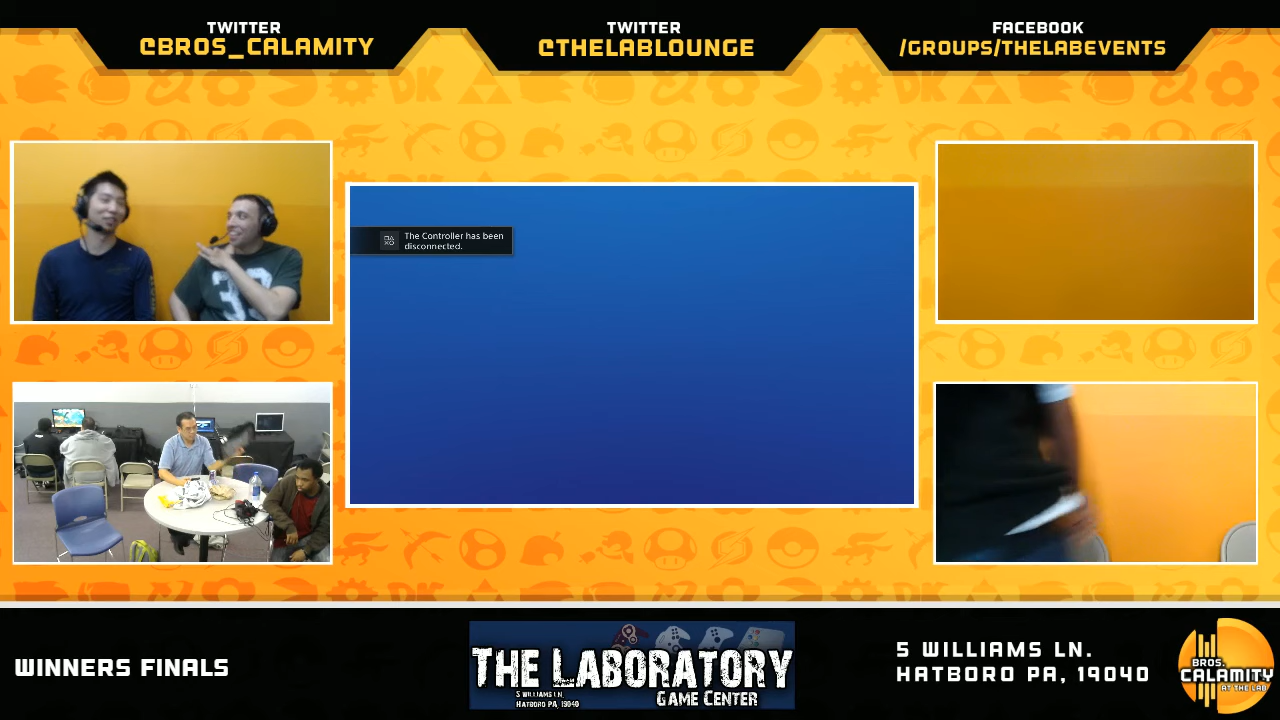 TWITTER
@BROS_CALAMITY
TWITTER
@THELABLOUNGE
FACEBOOK
/GROUPS/THELABEVENTS
The Controller has been
disconnected.
WINNERS FINALS
THE LABORATORY
GAME CENTER
5 WILLIAMS LN.
HATBORO PA, 19040
5 WILLIAMS LN.
HATBORO PA, 19040
BROS.
CALAMITY
AT THE LAB